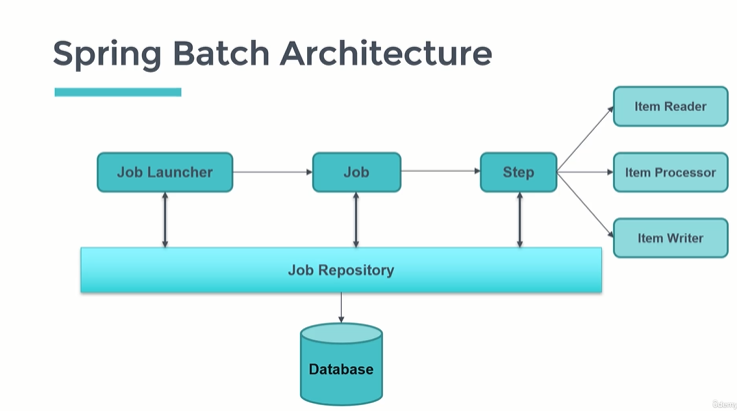 Spring Batch Architecture
Item Reader
Job Launcher
Job
Step
Item Processor
Item Writer
Job Repository
Database
Udemy